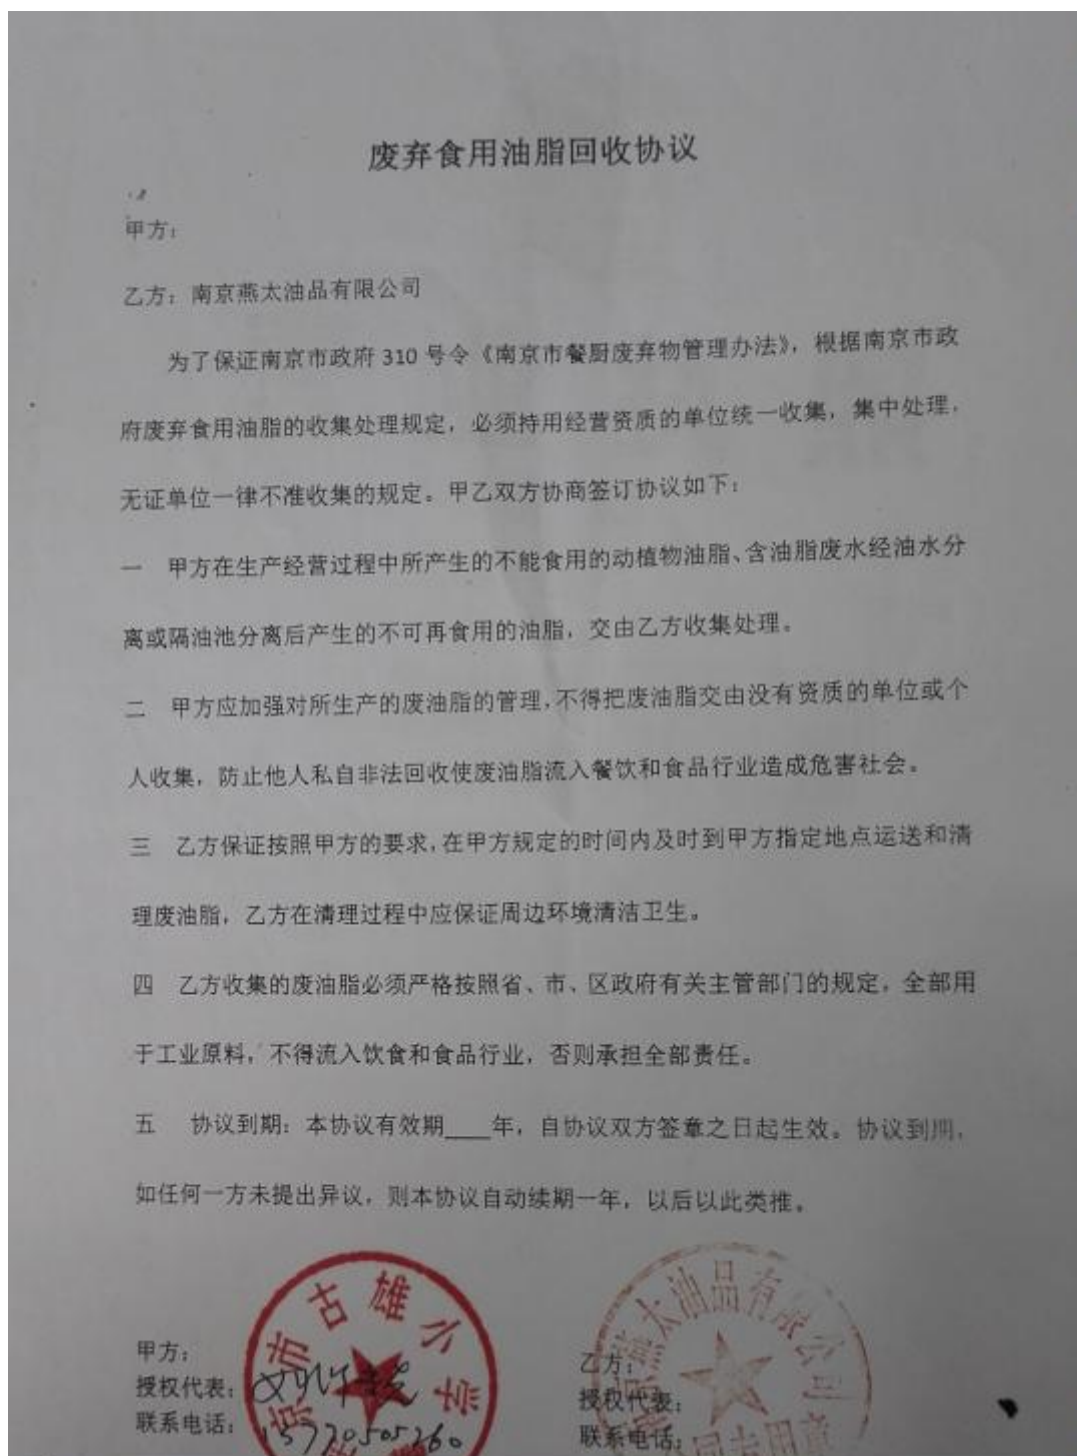 废弃食用油脂回收协议
甲方：
乙方：南京燕太油品有限公司
为了保证南京市政府 310 号令《南京市餐厨废弃物管理办法》，根据南京市政
府废弃食用油脂的收集处理规定，必须持用经营资质的单位统一收集，集中处理，
无证单位一律不准收集的规定。甲乙双方协商签订协议如下：
一 甲方在生产经营过程中所产生的不能食用的动植物油脂、含油脂废水经油水分
离或隔油池分离后产生的不可再食用的油脂，交由乙方收集处理。
二 甲方应加强对所生产的废油脂的管理，不得把废油脂交由没有资质的单位或个
人收集，防止他人私自非法回收使废油脂流入餐饮和食品行业造成危害社会。
三 乙方保证按照甲方的要求，在甲方规定的时间内及时到甲方指定地点运送和清
理废油脂，乙方在清理过程中应保证周边环境清洁卫生。
四 乙方收集的废油脂必须严格按照省、市、区政府有关主管部门的规定，全部用
于工业原料，不得流入饮食和食品行业，否则承担全部责任。
五 协议到期：本协议有效期____年，自协议双方签章之日起生效。协议到期，
如任何一方未提出异议，则本协议自动续期一年，以后以此类推。
京市古雄小学
燕太油品有限公司
同专用章
甲方：
授权代表：
联系电话：
乙方：
授权代表：
联系电话：